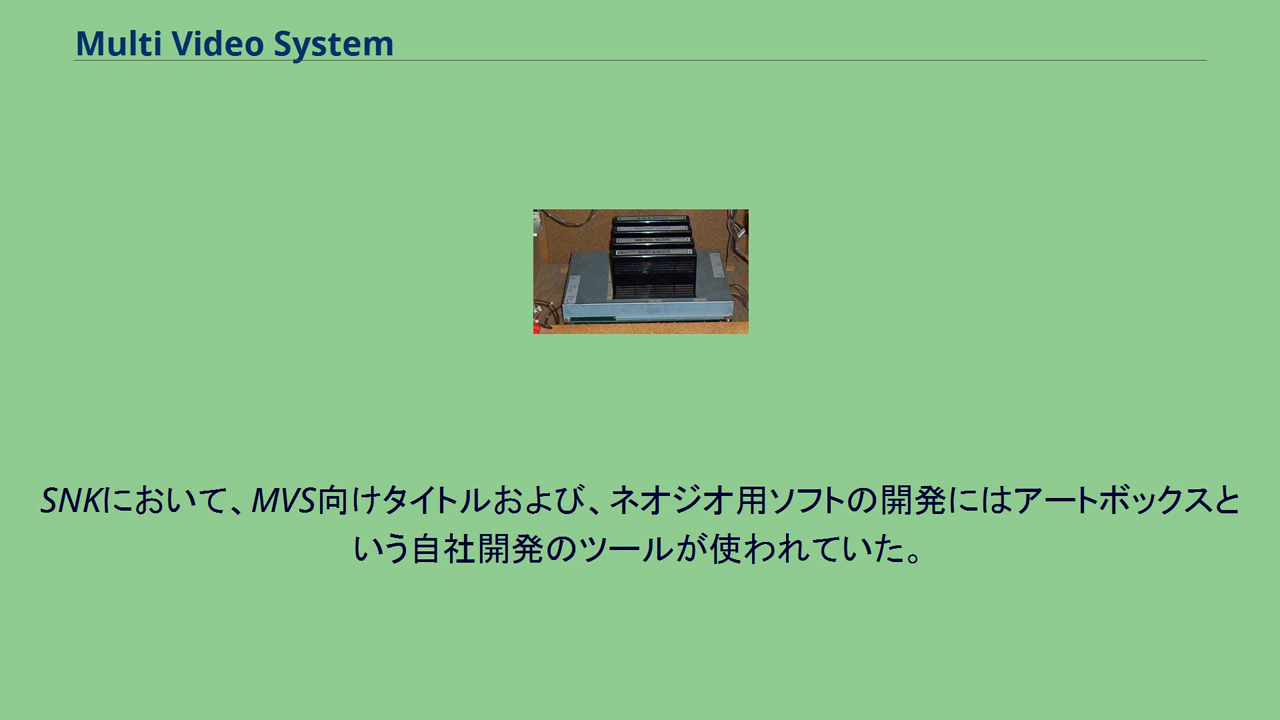 Multi Video System
SNKにおいて、MVS向けタイトルおよび、ネオジオ用ソフトの開発にはアートボックスと
いう自社開発のツールが使われていた。